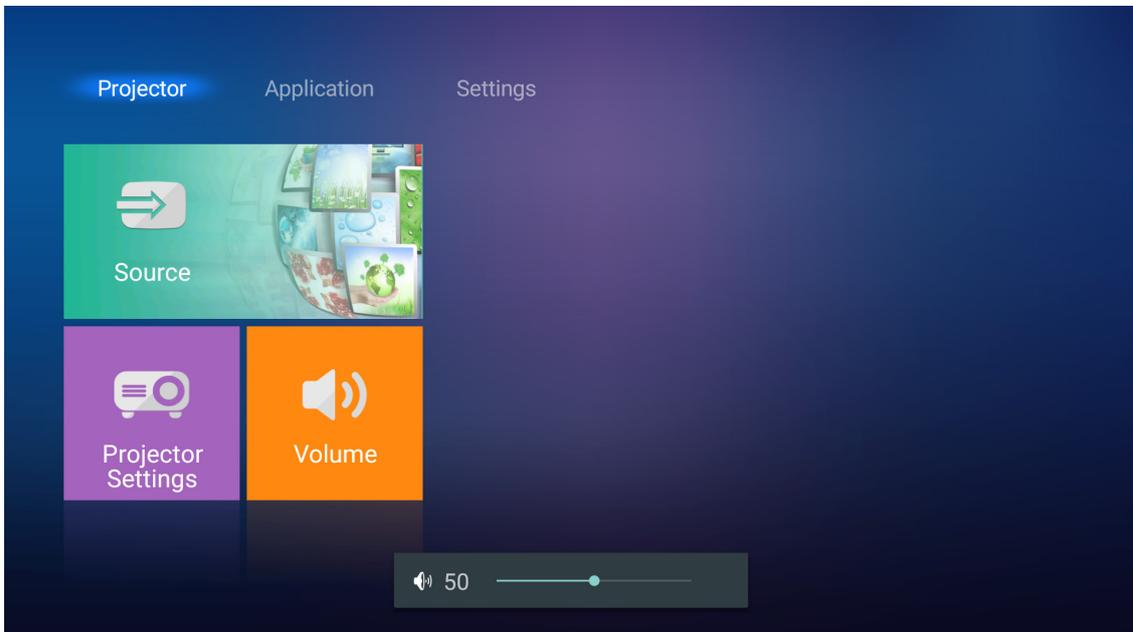 Projector Application Settings
Source
Projector
Settings
Volume
50